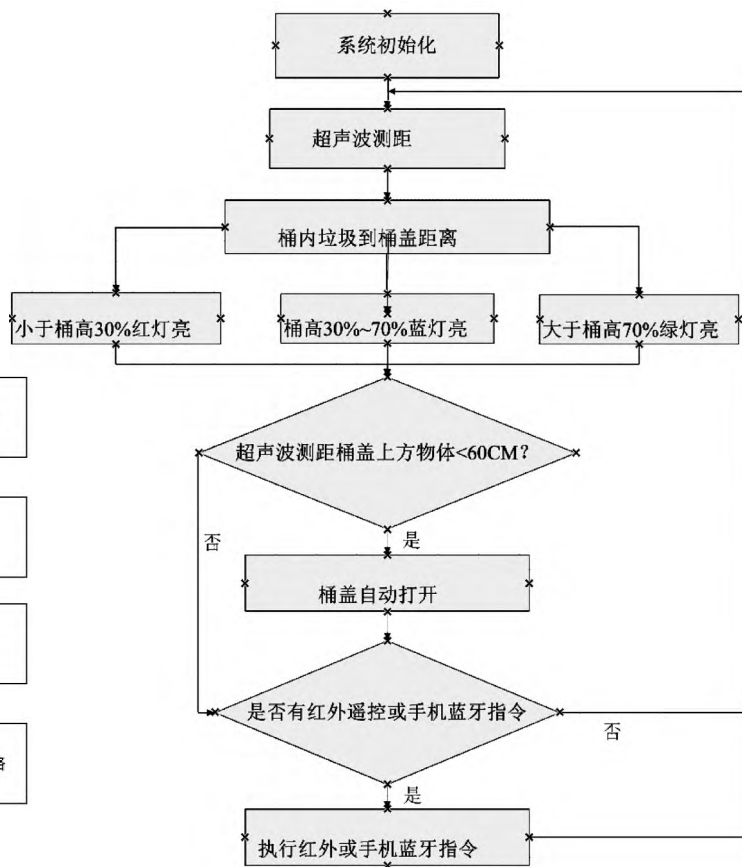 系统初始化
超声波测距
桶内垃圾到桶盖距离
小于桶高30%红灯亮
桶高30%~70%蓝灯亮
大于桶高70%绿灯亮
超声波测距桶盖上方物体<60CM?
否
是
桶盖自动打开
是否有红外遥控或手机蓝牙指令
否
是
执行红外或手机蓝牙指令